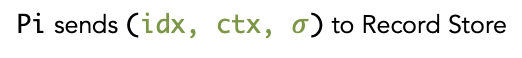 Pi sends (idx, ctx, σ) to Record Store